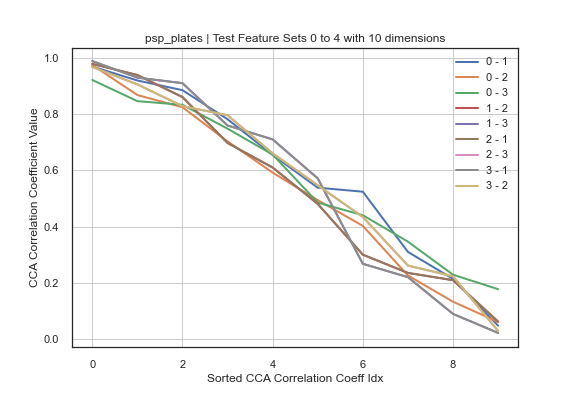 psp_plates | Test Feature Sets 0 to 4 with 10 dimensions
CCA Correlation Coefficient Value
1.0
0.8
0.6
0.4
0.2
0.0
0 - 1
0 - 2
0 - 3
1 - 2
1 - 3
2 - 1
2 - 3
3 - 1
3 - 2
0 2 4 6 8
Sorted CCA Correlation Coeff Idx